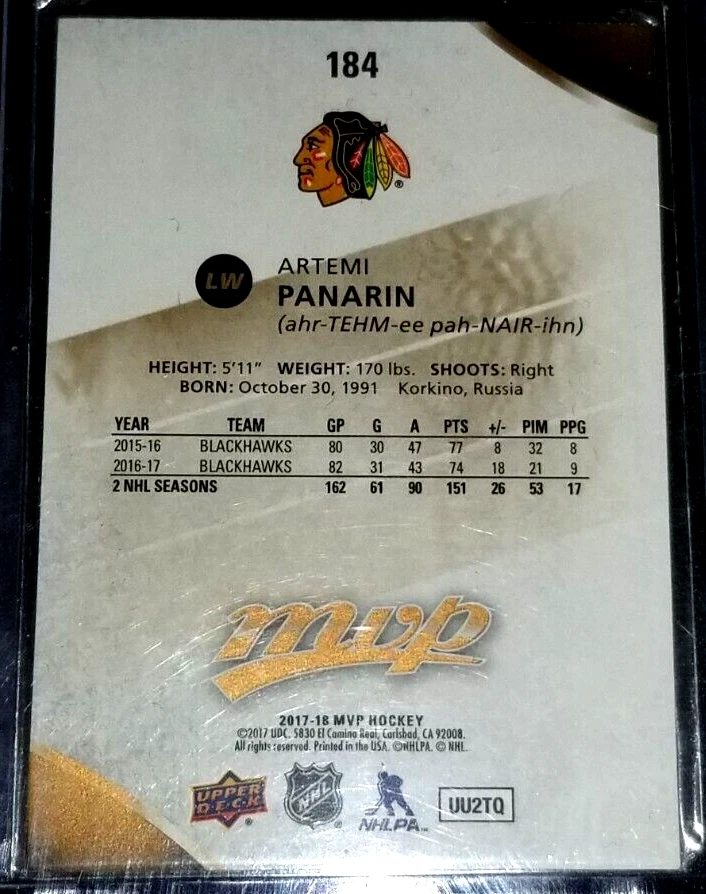 184
®
LW
ARTEMI
PANARIN
(ahr-TEHM-ee pah-NAIR-ihn)
HEIGHT: 5'11" WEIGHT: 170 lbs. SHOOTS: Right
BORN: October 30, 1991 Korkino, Russia
YEAR TEAM GP G A PTS +/- PIM PPG
2015-16 BLACKHAWKS 80 30 47 77 8 32 8
2016-17 BLACKHAWKS 82 31 43 74 18 21 9
2 NHL SEASONS 162 61 90 151 26 53 17
mvp
2017-18 MVP HOCKEY
©2017 UDC. 5830 El Camino Real, Carlsbad, CA 92008.
All rights reserved. Printed in the USA. ©NHLPA. © NHL.
UPPER
D·E·C·K
®
NHL
®
NHLPA™
UU2TQ